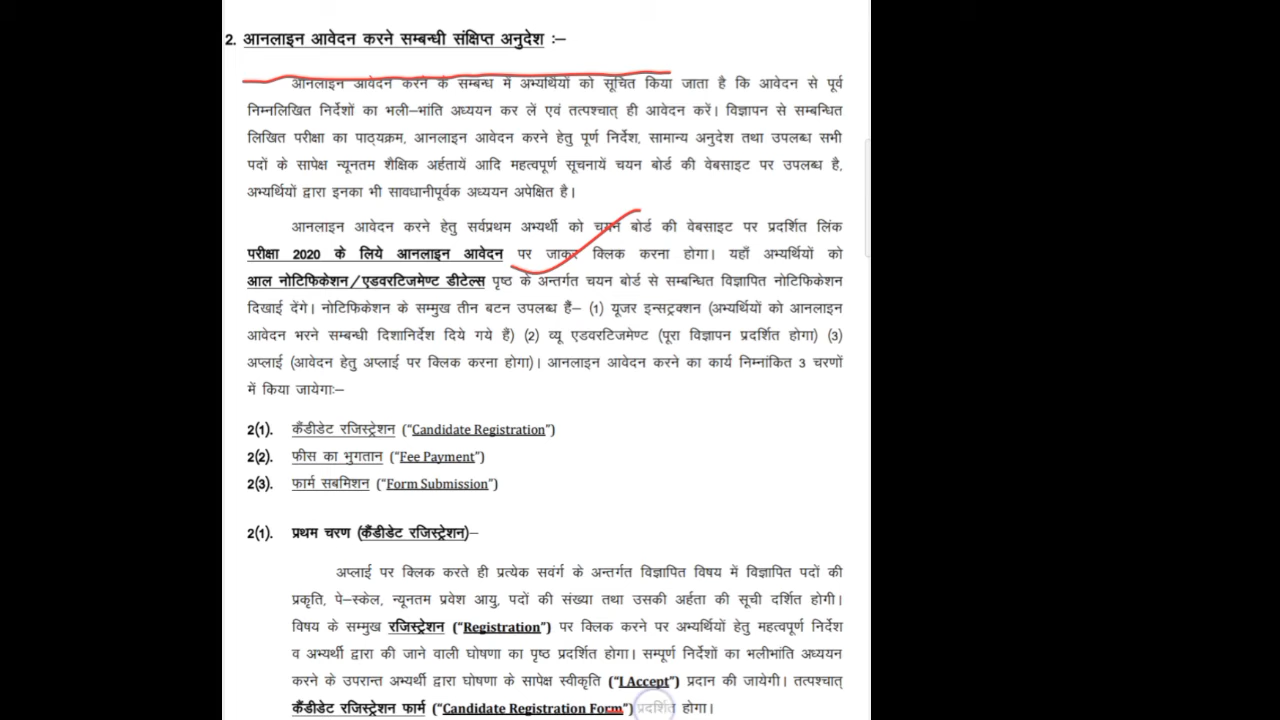 2. आनलाइन आवेदन करने सम्बन्धी संक्षिप्त अनुदेश :–
आनलाइन आवेदन करने के सम्बन्ध में अभ्यर्थियों को सूचित किया जाता है कि आवेदन से पूर्व
निम्नलिखित निर्देशों का भली–भांति अध्ययन कर लें एवं तत्पश्चात् ही आवेदन करें। विज्ञापन से सम्बन्धित
लिखित परीक्षा का पाठ्यक्रम, आनलाइन आवेदन करने हेतु पूर्ण निर्देश, सामान्य अनुदेश तथा उपलब्ध सभी
पदों के सापेक्ष न्यूनतम शैक्षिक अर्हतायें आदि महत्वपूर्ण सूचनायें चयन बोर्ड की वेबसाइट पर उपलब्ध है,
अभ्यर्थियों द्वारा इनका भी सावधानीपूर्वक अध्ययन अपेक्षित है।
आनलाइन आवेदन करने हेतु सर्वप्रथम अभ्यर्थी को चयन बोर्ड की वेबसाइट पर प्रदर्शित लिंक
परीक्षा 2020 के लिये आनलाइन आवेदन पर जाकर क्लिक करना होगा। यहाँ अभ्यर्थियों को
आल नोटिफिकेशन/एडवरटिजमेण्ट डीटेल्स पृष्ठ के अन्तर्गत चयन बोर्ड से सम्बन्धित विज्ञापित नोटिफिकेशन
दिखाई देंगे। नोटिफिकेशन के सम्मुख तीन बटन उपलब्ध हैं– (1) यूजर इन्सट्रक्शन (अभ्यर्थियों को आनलाइन
आवेदन भरने सम्बन्धी दिशानिर्देश दिये गये हैं) (2) व्यू एडवरटिजमेण्ट (पूरा विज्ञापन प्रदर्शित होगा) (3)
अप्लाई (आवेदन हेतु अप्लाई पर क्लिक करना होगा)। आनलाइन आवेदन करने का कार्य निम्नांकित 3 चरणों
में किया जायेगाः–
2(1). कैंडीडेट रजिस्ट्रेशन (“Candidate Registration”)
2(2). फीस का भुगतान (“Fee Payment”)
2(3). फार्म सबमिशन (“Form Submission”)
2(1). प्रथम चरण (कैंडीडेट रजिस्ट्रेशन)–
अप्लाई पर क्लिक करते ही प्रत्येक सवंर्ग के अन्तर्गत विज्ञापित विषय में विज्ञापित पदों की
प्रकृति, पे–स्केल, न्यूनतम प्रवेश आयु, पदों की संख्या तथा उसकी अर्हता की सूची दर्शित होगी।
विषय के सम्मुख रजिस्ट्रेशन (“Registration”) पर क्लिक करने पर अभ्यर्थियों हेतु महत्वपूर्ण निर्देश
व अभ्यर्थी द्वारा की जाने वाली घोषणा का पृष्ठ प्रदर्शित होगा। सम्पूर्ण निर्देशों का भलीभांति अध्ययन
करने के उपरान्त अभ्यर्थी द्वारा घोषणा के सापेक्ष स्वीकृति (“I Accept”) प्रदान की जायेगी। तत्पश्चात्
कैंडीडेट रजिस्ट्रेशन फार्म (“Candidate Registration Form”) प्रदर्शित होगा।